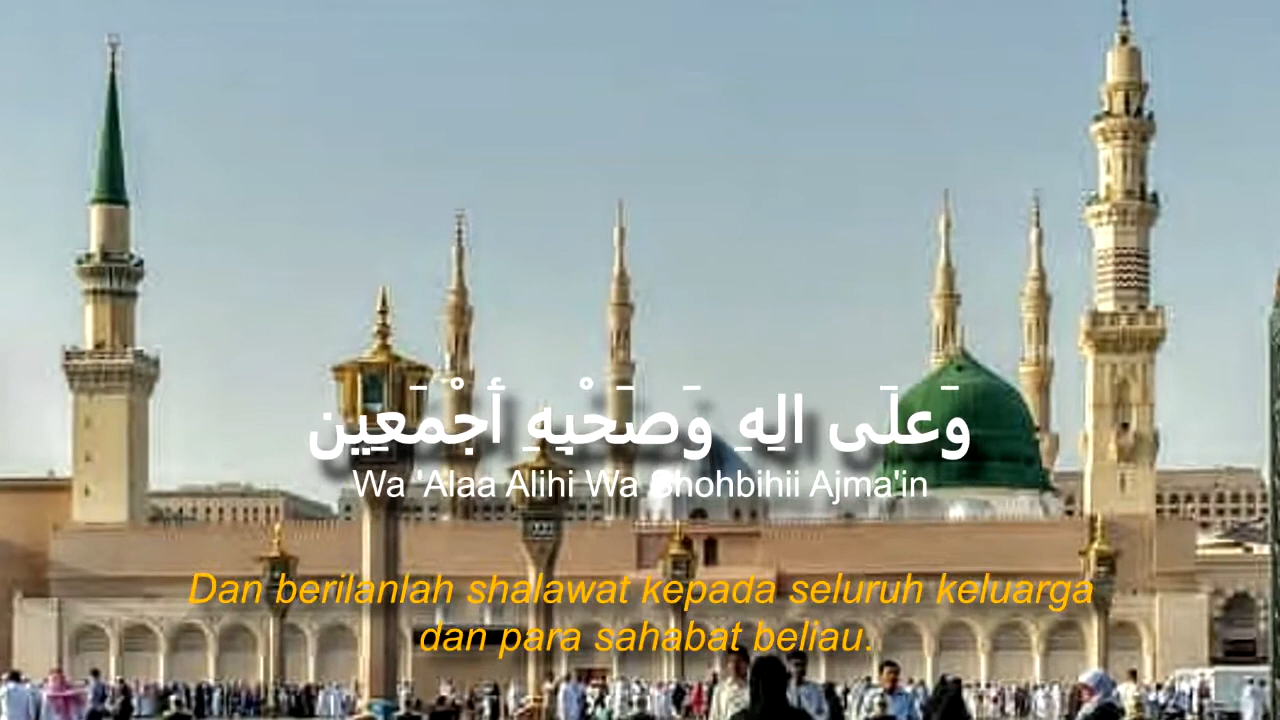 وَعلَى الِهِ وَصَحْبِهِ أجْمَعِين
Wa 'Alaa Alihi Wa Shohbihii Ajma'in
Dan berilanlah shalawat kepada seluruh keluarga
dan para sahabat beliau.